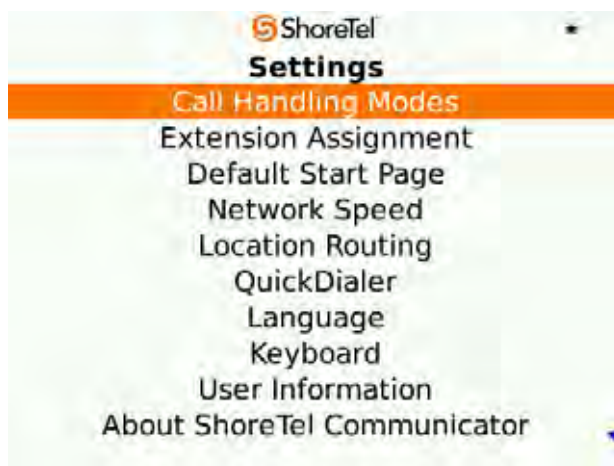 ShoreTel
Settings
Call Handling Modes
Extension Assignment
Default Start Page
Network Speed
Location Routing
QuickDialer
Language
Keyboard
User Information
About ShoreTel Communicator